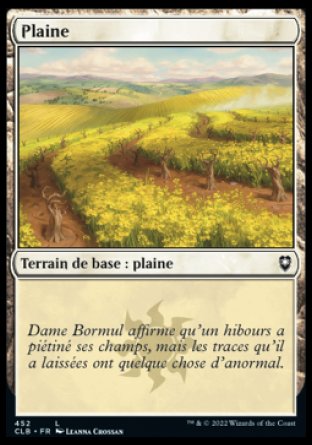 Plaine
Terrain de base : plaine
Dame Bormul affirme qu'un hibours a
piétiné ses champs, mais les traces qu'il
a laissées ont quelque chose d'anormal.
452 L
CLB • FR Leanna Crossan
™ & © 2022 Wizards of the Coast